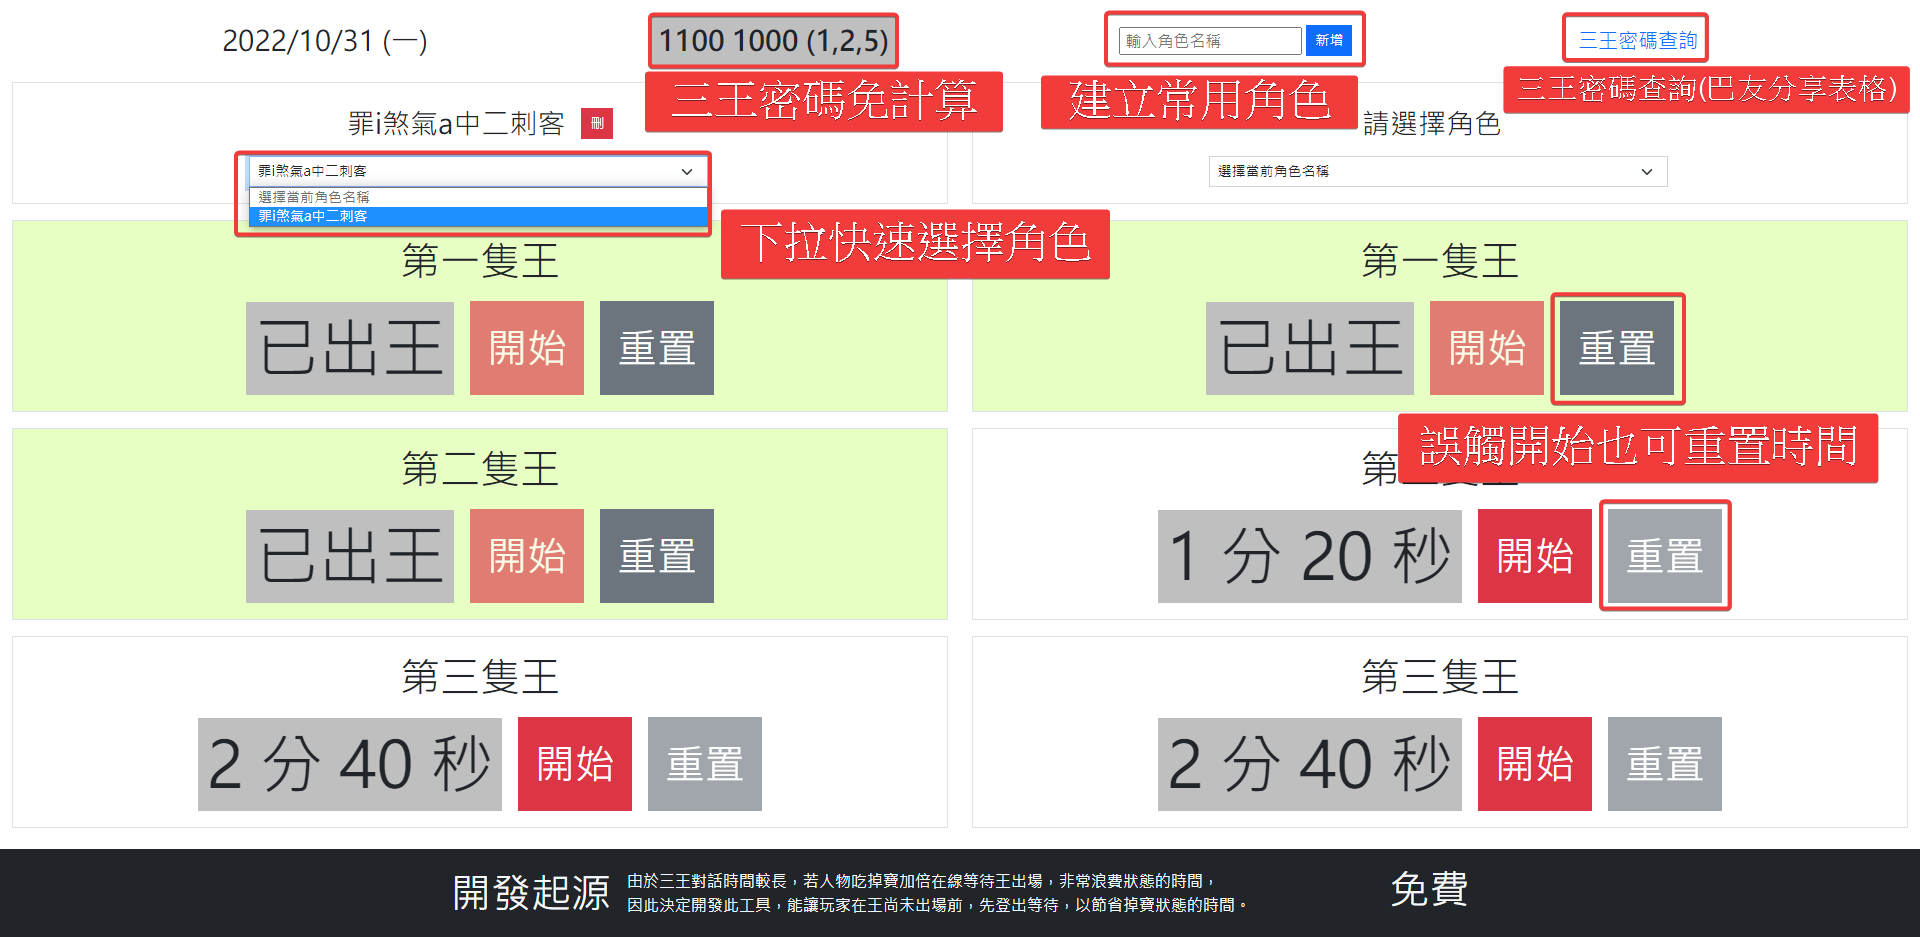 2022/10/31 (一)
1100 1000 (1,2,5)
輸入角色名稱
新增
三王密碼查詢
三王密碼免計算
建立常用角色
三王密碼查詢(巴友分享表格)
罪i煞氣a中二刺客
刪
請選擇角色
罪i煞氣a中二刺客
選擇當前角色名稱
罪i煞氣a中二刺客
選擇當前角色名稱
下拉快速選擇角色
第一隻王
已出王
開始
重置
第一隻王
已出王
開始
重置
誤觸開始也可重置時間
第二隻王
已出王
開始
重置
第
1 分 20 秒
開始
重置
第三隻王
2 分 40 秒
開始
重置
第三隻王
2 分 40 秒
開始
重置
開發起源
由於三王對話時間較長，若人物吃掉寶加倍在線等待王出場，非常浪費狀態的時間，
因此決定開發此工具，能讓玩家在王尚未出場前，先登出等待，以節省掉寶狀態的時間。
免費